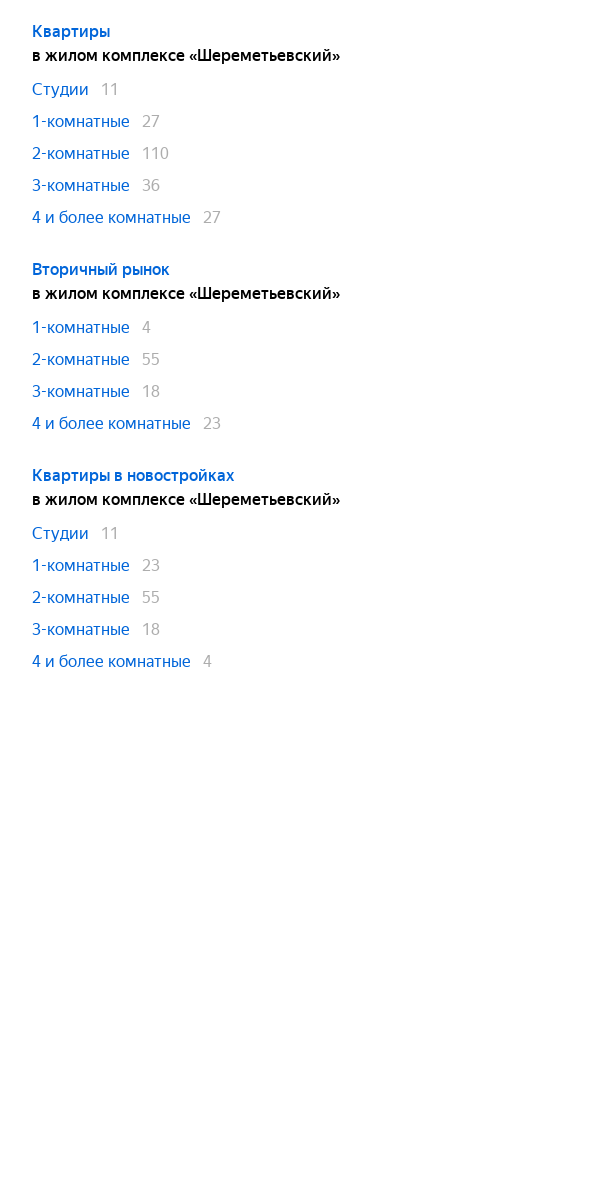 Квартиры
в жилом комплексе «Шереметьевский»
Студии 11
1-комнатные 27
2-комнатные 110
3-комнатные 36
4 и более комнатные 27
Вторичный рынок
в жилом комплексе «Шереметьевский»
1-комнатные 4
2-комнатные 55
3-комнатные 18
4 и более комнатные 23
Квартиры в новостройках
в жилом комплексе «Шереметьевский»
Студии 11
1-комнатные 23
2-комнатные 55
3-комнатные 18
4 и более комнатные 4